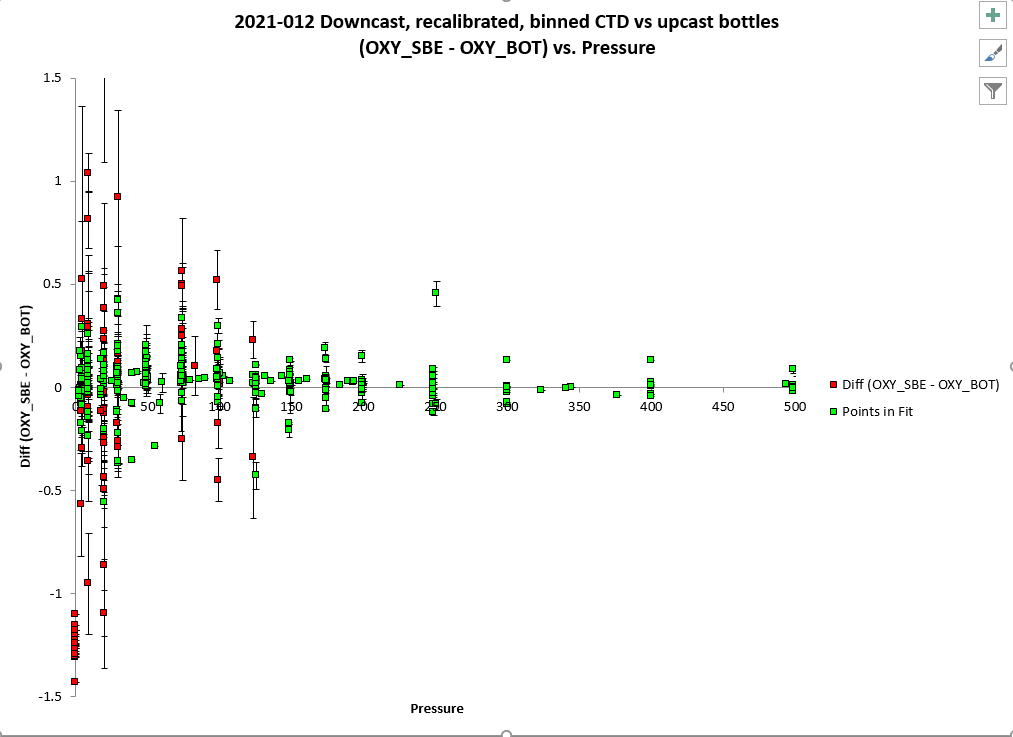 2021-012 Downcast, recalibrated, binned CTD vs upcast bottles
(OXY_SBE - OXY_BOT) vs. Pressure
1.5
1
0.5
0
-0.5
-1
-1.5
Diff (OXY_SBE - OXY_BOT)
0 50 100 150 200 250 300 350 400 450 500
Pressure
Diff (OXY_SBE - OXY_BOT)
Points in Fit